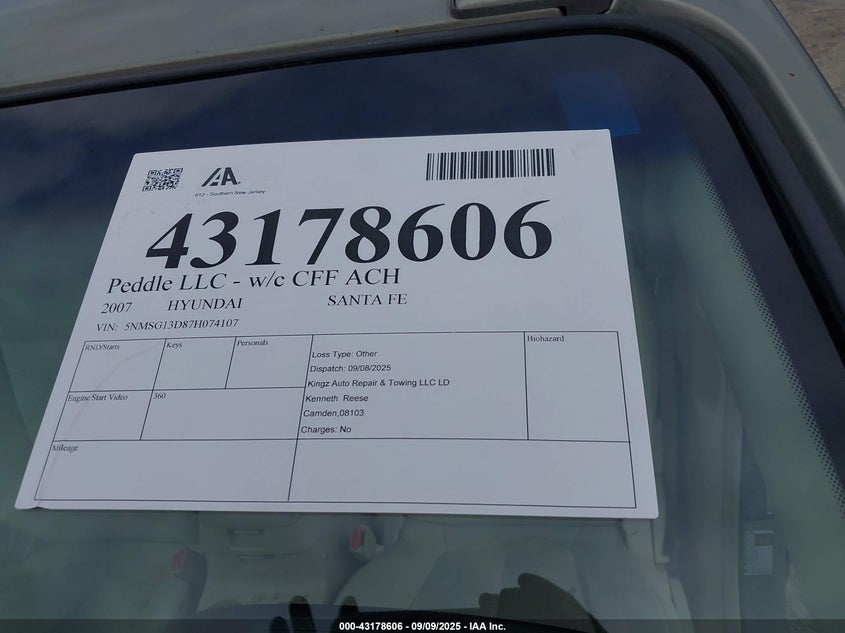 IAA
#12 - Southern New Jersey
43178606
Peddle LLC - w/c CFF ACH
2007 HYUNDAI SANTA FE
VIN: 5NMSG13D87H074107
RND/Starts
Keys
Personals
Engine Start Video
360
Mileage
Loss Type: Other
Dispatch: 09/08/2025
Kingz Auto Repair & Towing LLC LD
Kenneth Reese
Camden,08103
Charges: No
Biohazard
000-43178606 - 09/09/2025 - IAA Inc.